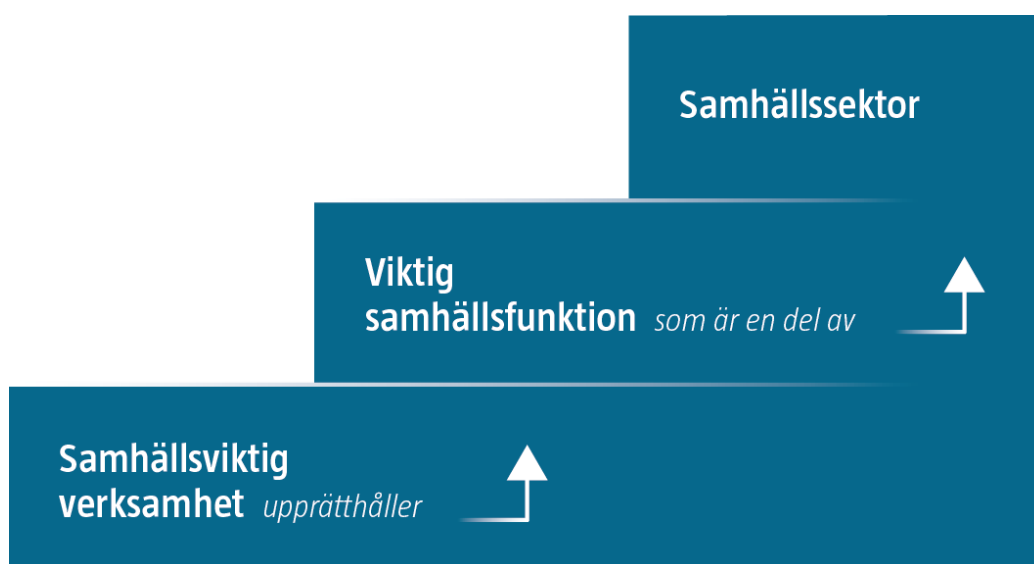 Samhällssektor
Viktig
samhällsfunktion som är en del av
Samhällsviktig
verksamhet upprätthåller